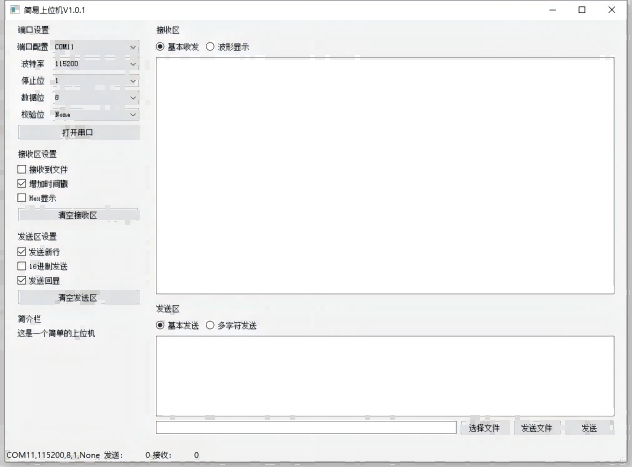 简易上位机V1.0.1
端口设置
端口配置 COM11
波特率 115200
停止位 1
数据位 8
校验位 None
打开串口
接收区设置
接收到文件
增加时间戳
Hex显示
清空接收区
发送区设置
发送新行
16进制发送
发送回显
清空发送区
简介栏
这是一个简单的上位机
接收区
基本收发 波形显示
发送区
基本发送 多字符发送
选择文件 发送文件 发送
COM11,115200,8,1,None 发送: 0 接收: 0